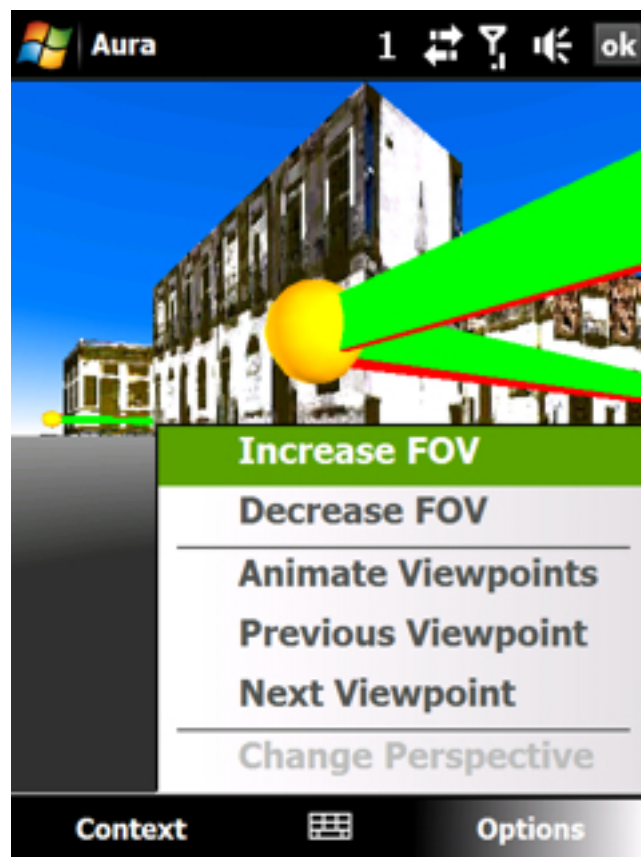 Aura 1 ok
Increase FOV
Decrease FOV
Animate Viewpoints
Previous Viewpoint
Next Viewpoint
Change Perspective
Context Options